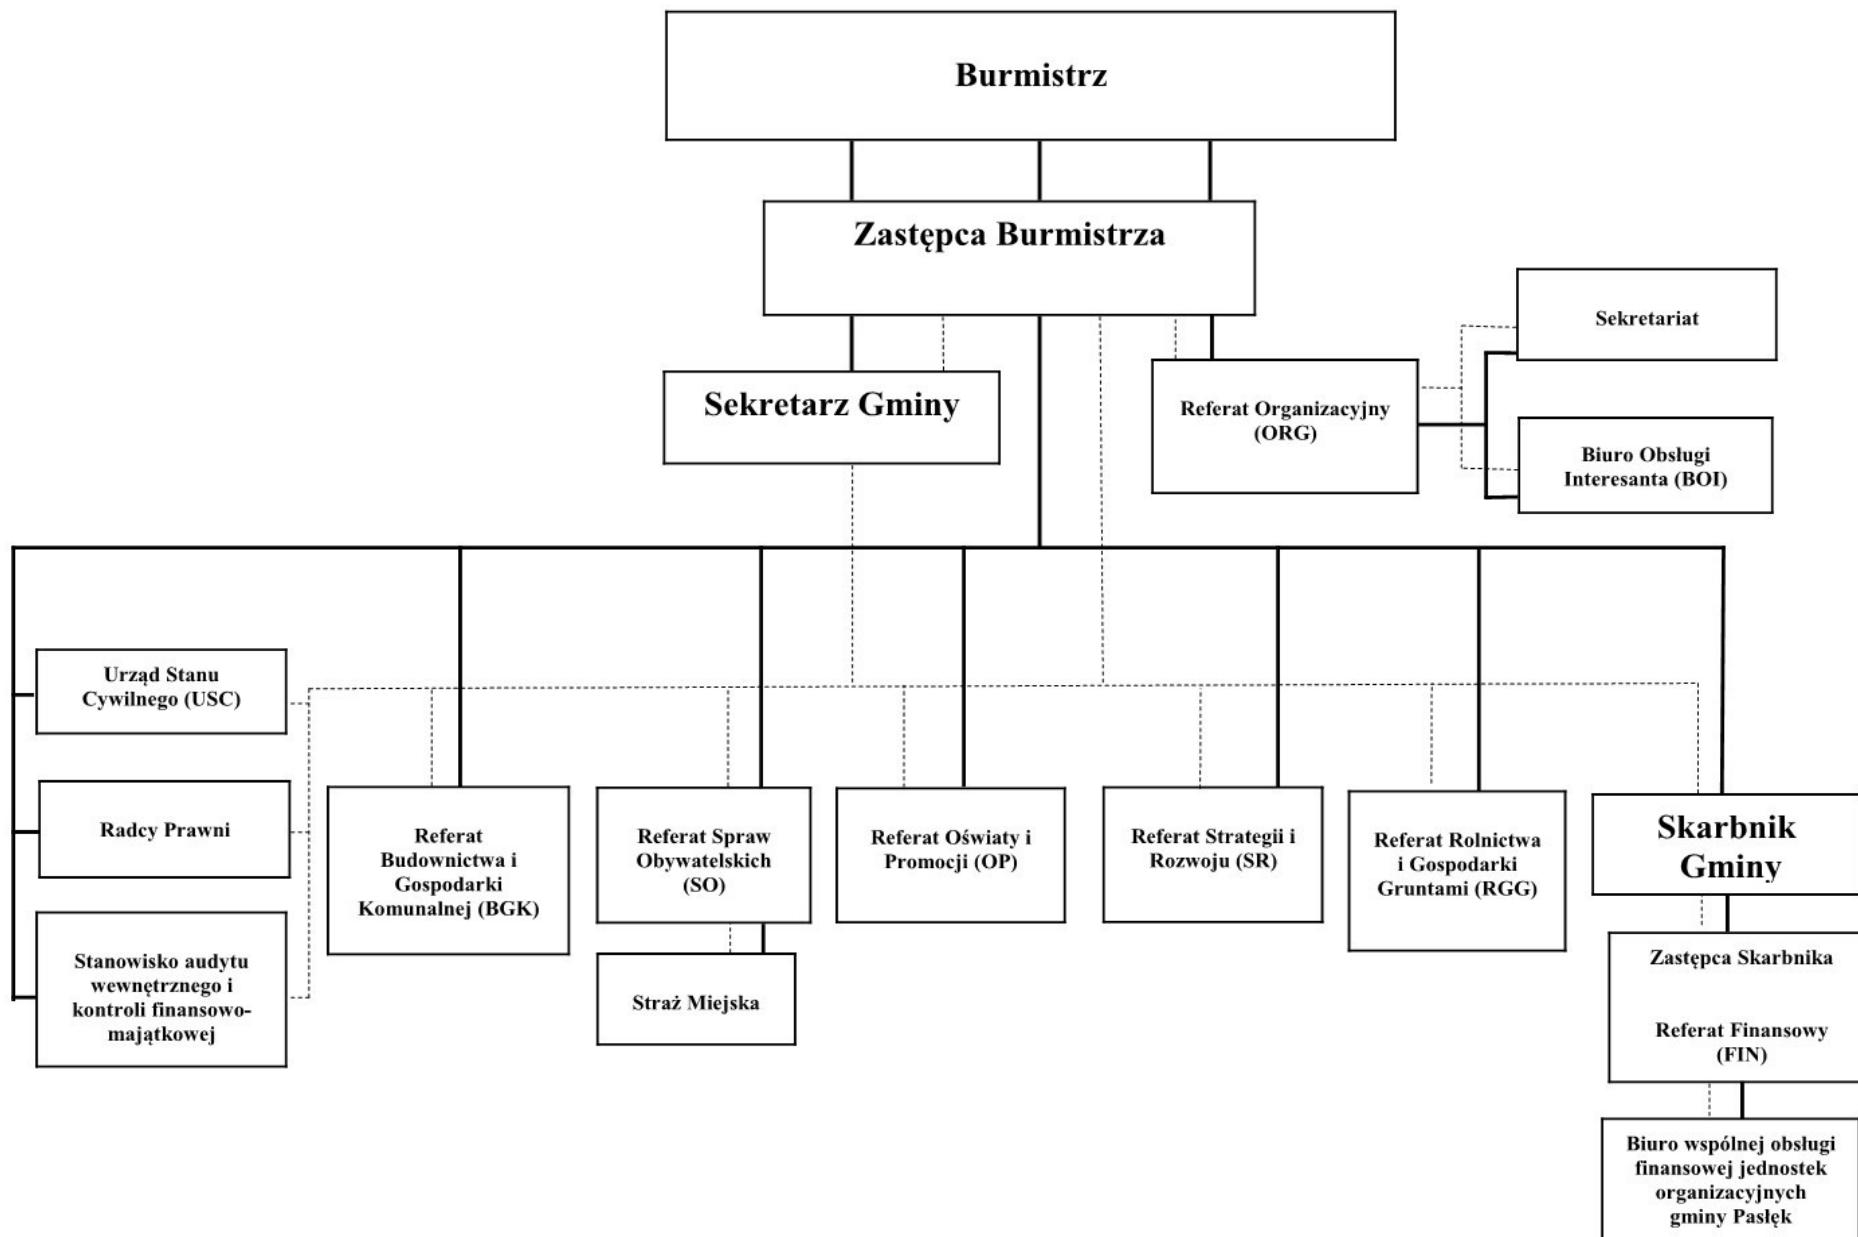 Burmistrz
Zastępca Burmistrza
Sekretariat
Sekretarz Gminy
Referat Organizacyjny
(ORG)
Biuro Obsługi
Interesanta (BOI)
Urząd Stanu
Cywilnego (USC)
Radcy Prawni
Stanowisko audytu
wewnętrznego i
kontroli finansowo-
majątkowej
Referat
Budownictwa i
Gospodarki
Komunalnej (BGK)
Referat Spraw
Obywatelskich
(SO)
Straż Miejska
Referat Oświaty i
Promocji (OP)
Referat Strategii i
Rozwoju (SR)
Referat Rolnictwa
i Gospodarki
Gruntami (RGG)
Skarbnik
Gminy
Zastępca Skarbnika
Referat Finansowy
(FIN)
Biuro wspólnej obsługi
finansowej jednostek
organizacyjnych
gminy Pasłęk